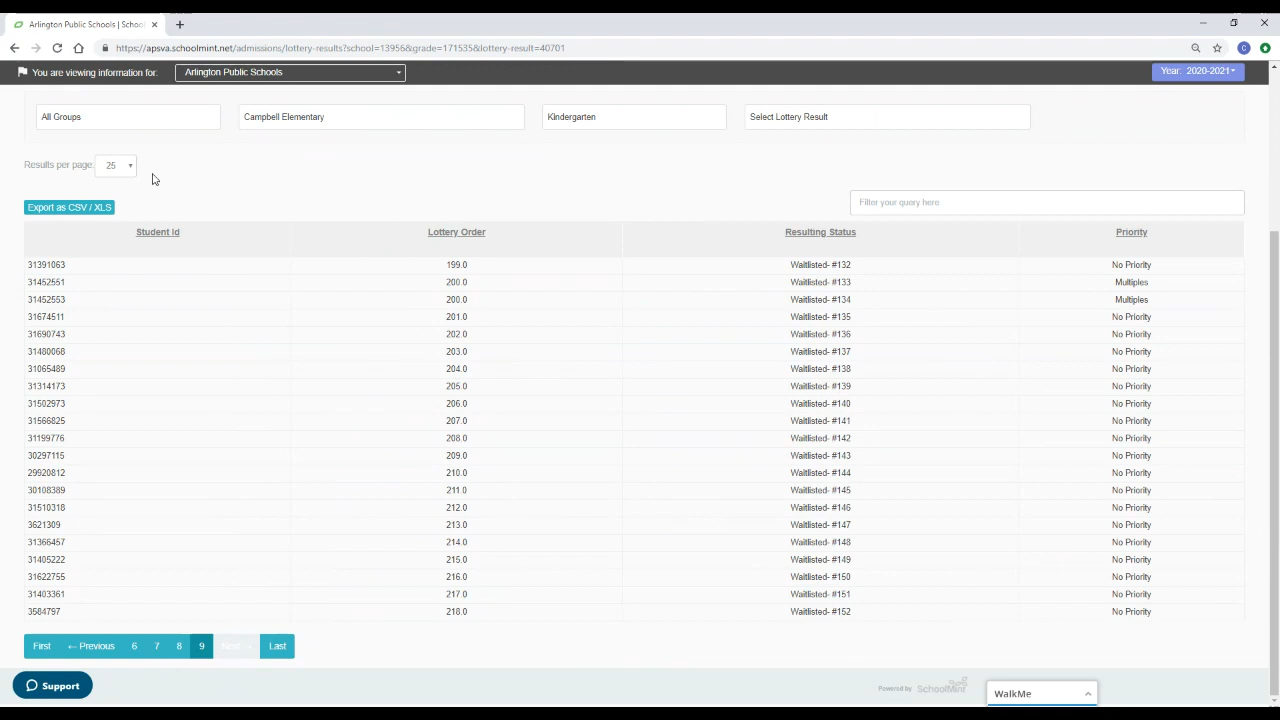 Arlington Public Schools | School
https://apsva.schoolmint.net/admissions/lottery-results?school=13956&grade=171535&lottery-result=40701
You are viewing information for: Arlington Public Schools Year: 2020-2021
All Groups Campbell Elementary Kindergarten Select Lottery Result
Results per page: 25
Export as CSV / XLS Filter your query here
Student Id Lottery Order Resulting Status Priority
31391063 199.0 Waitlisted- #132 No Priority
31452551 200.0 Waitlisted- #133 Multiples
31452553 200.0 Waitlisted- #134 Multiples
31674511 201.0 Waitlisted- #135 No Priority
31690743 202.0 Waitlisted- #136 No Priority
31480068 203.0 Waitlisted- #137 No Priority
31065489 204.0 Waitlisted- #138 No Priority
31314173 205.0 Waitlisted- #139 No Priority
31502973 206.0 Waitlisted- #140 No Priority
31566825 207.0 Waitlisted- #141 No Priority
31199776 208.0 Waitlisted- #142 No Priority
30297115 209.0 Waitlisted- #143 No Priority
29920812 210.0 Waitlisted- #144 No Priority
30108389 211.0 Waitlisted- #145 No Priority
31510318 212.0 Waitlisted- #146 No Priority
3621309 213.0 Waitlisted- #147 No Priority
31366457 214.0 Waitlisted- #148 No Priority
31405222 215.0 Waitlisted- #149 No Priority
31622755 216.0 Waitlisted- #150 No Priority
31403361 217.0 Waitlisted- #151 No Priority
3584797 218.0 Waitlisted- #152 No Priority
First ← Previous 6 7 8 9 Next → Last
Support Powered by SchoolMint WalkMe